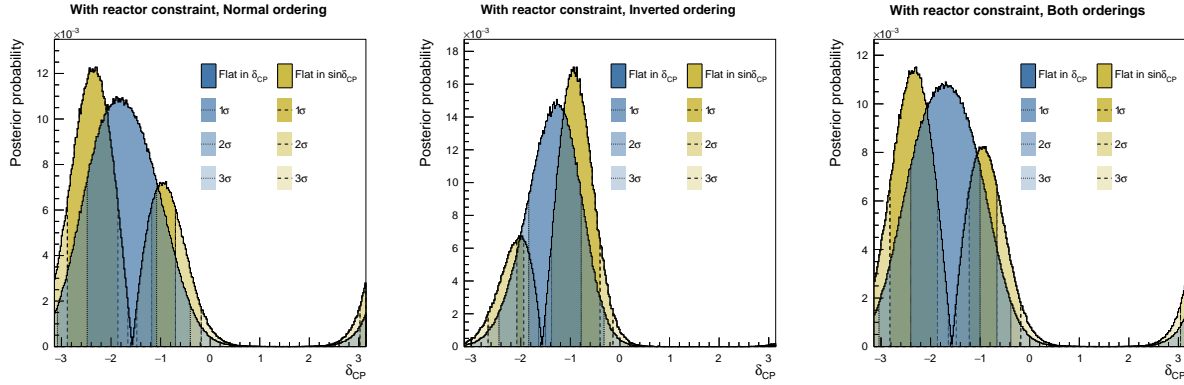 With reactor constraint, Normal ordering
×10⁻³
Posterior probability
12
10
8
6
4
2
0
Flat in δCP
Flat in sinδCP
1σ
1σ
2σ
2σ
3σ
3σ
−3 −2 −1 0 1 2 3
δCP
With reactor constraint, Inverted ordering
×10⁻³
Posterior probability
18
16
14
12
10
8
6
4
2
0
Flat in δCP
Flat in sinδCP
1σ
1σ
2σ
2σ
3σ
3σ
−3 −2 −1 0 1 2 3
δCP
With reactor constraint, Both orderings
×10⁻³
Posterior probability
12
10
8
6
4
2
0
Flat in δCP
Flat in sinδCP
1σ
1σ
2σ
2σ
3σ
3σ
−3 −2 −1 0 1 2 3
δCP